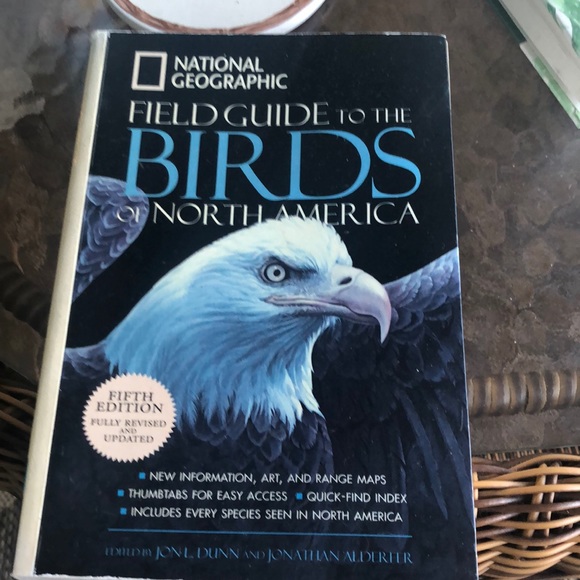 NATIONAL
GEOGRAPHIC
FIELD GUIDE TO THE
BIRDS
OF NORTH AMERICA
FIFTH
EDITION
FULLY REVISED
AND
UPDATED
NEW INFORMATION, ART, AND RANGE MAPS
THUMBTABS FOR EASY ACCESS ■ QUICK-FIND INDEX
INCLUDES EVERY SPECIES SEEN IN NORTH AMERICA
EDITED BY JON L. DUNN AND JONATHAN ALDERFER